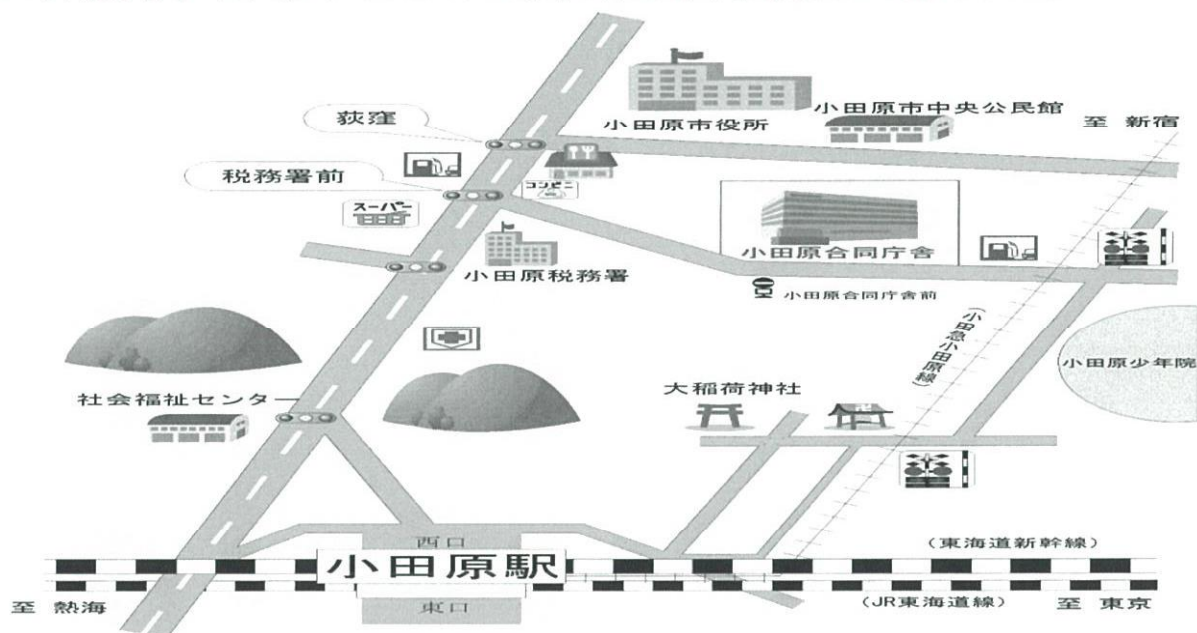 荻窪
小田原市役所
小田原市中央公民館
至 新宿
税務署前
コンビニ
スーパー
小田原税務署
小田原合同庁舎
小田原合同庁舎前
(小田急小田原線)
小田原少年院
社会福祉センター
大稲荷神社
卍
西口
小田原駅
東口
(東海道新幹線)
至 熱海
(JR東海道線)
至 東京